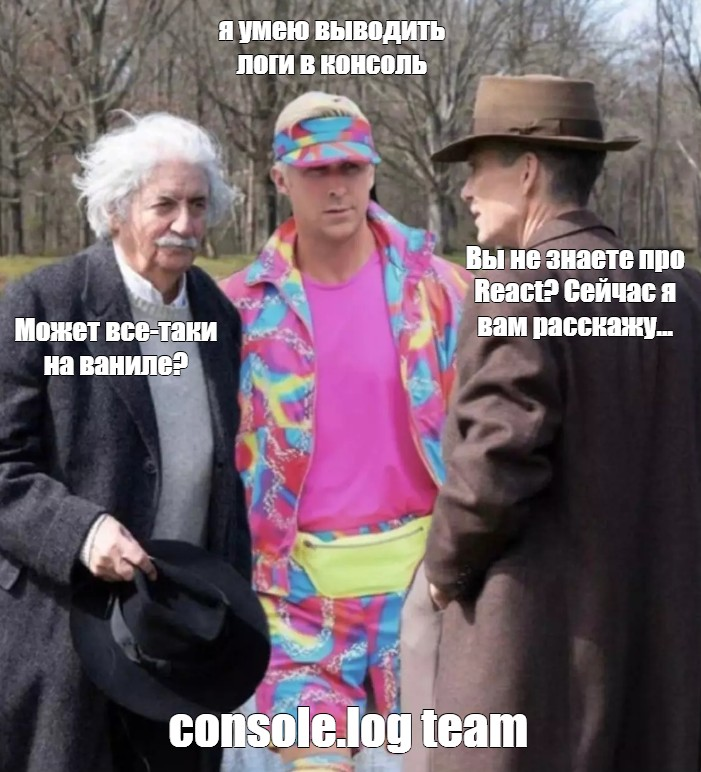 я умею выводить
логи в консоль
Вы не знаете про
React? Сейчас я
вам расскажу...
Может все-таки
на ваниле?
console.log team